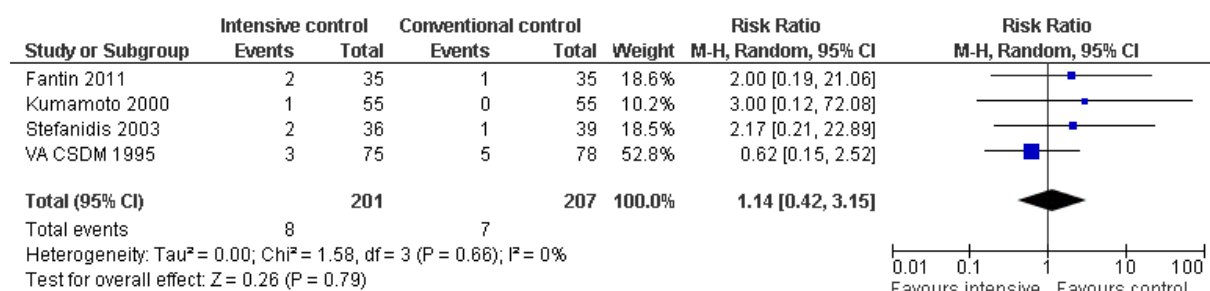 Intensive control Conventional control Risk Ratio Risk Ratio
Study or Subgroup Events Total Events Total Weight M-H, Random, 95% CI M-H, Random, 95% CI
Fantin 2011 2 35 1 35 18.6% 2.00 [0.19, 21.06]
Kumamoto 2000 1 55 0 55 10.2% 3.00 [0.12, 72.08]
Stefanidis 2003 2 36 1 39 18.5% 2.17 [0.21, 22.89]
VA CSDM 1995 3 75 5 78 52.8% 0.62 [0.15, 2.52]
Total (95% CI) 201 207 100.0% 1.14 [0.42, 3.15]
Total events 8 7
Heterogeneity: Tau² = 0.00; Chi² = 1.58, df = 3 (P = 0.66); I² = 0%
Test for overall effect: Z = 0.26 (P = 0.79)
0.01 0.1 1 10 100
Favours intensive Favours control